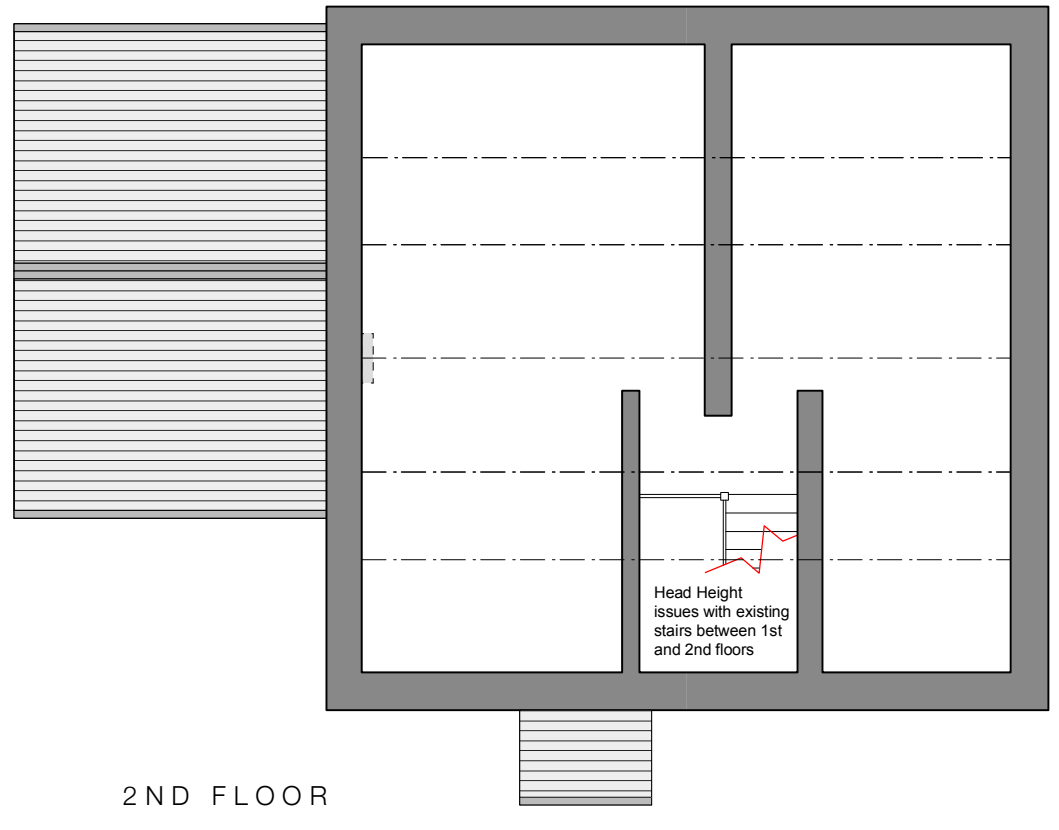 Head Height
issues with existing
stairs between 1st
and 2nd floors
2ND FLOOR